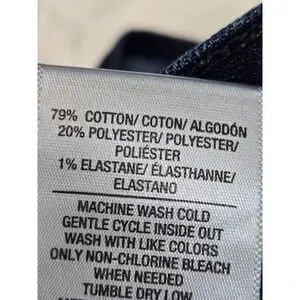 79% COTTON/ COTON/ ALGODÓN
20% POLYESTER/ POLYESTER/
POLIÉSTER
1% ELASTANE/ ÉLASTHANNE/
ELASTANO
MACHINE WASH COLD
GENTLE CYCLE INSIDE OUT
WASH WITH LIKE COLORS
ONLY NON-CHLORINE BLEACH
WHEN NEEDED
TUMBLE DRY LOW